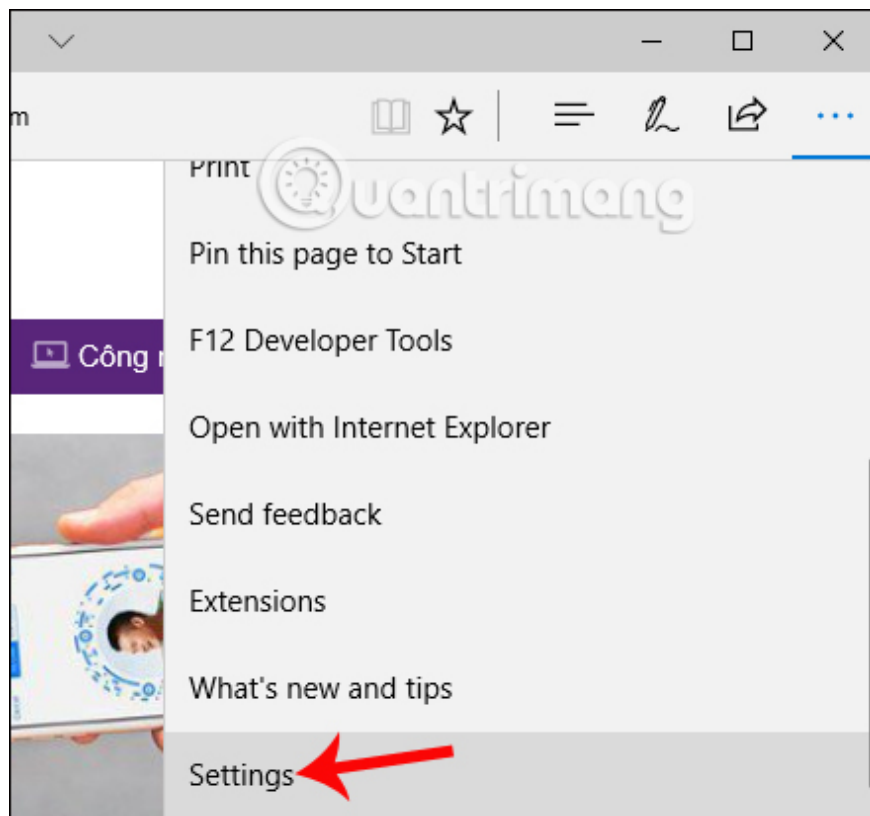 m
Print
Quantrimang
Pin this page to Start
Công
F12 Developer Tools
Open with Internet Explorer
Send feedback
Extensions
What's new and tips
Settings